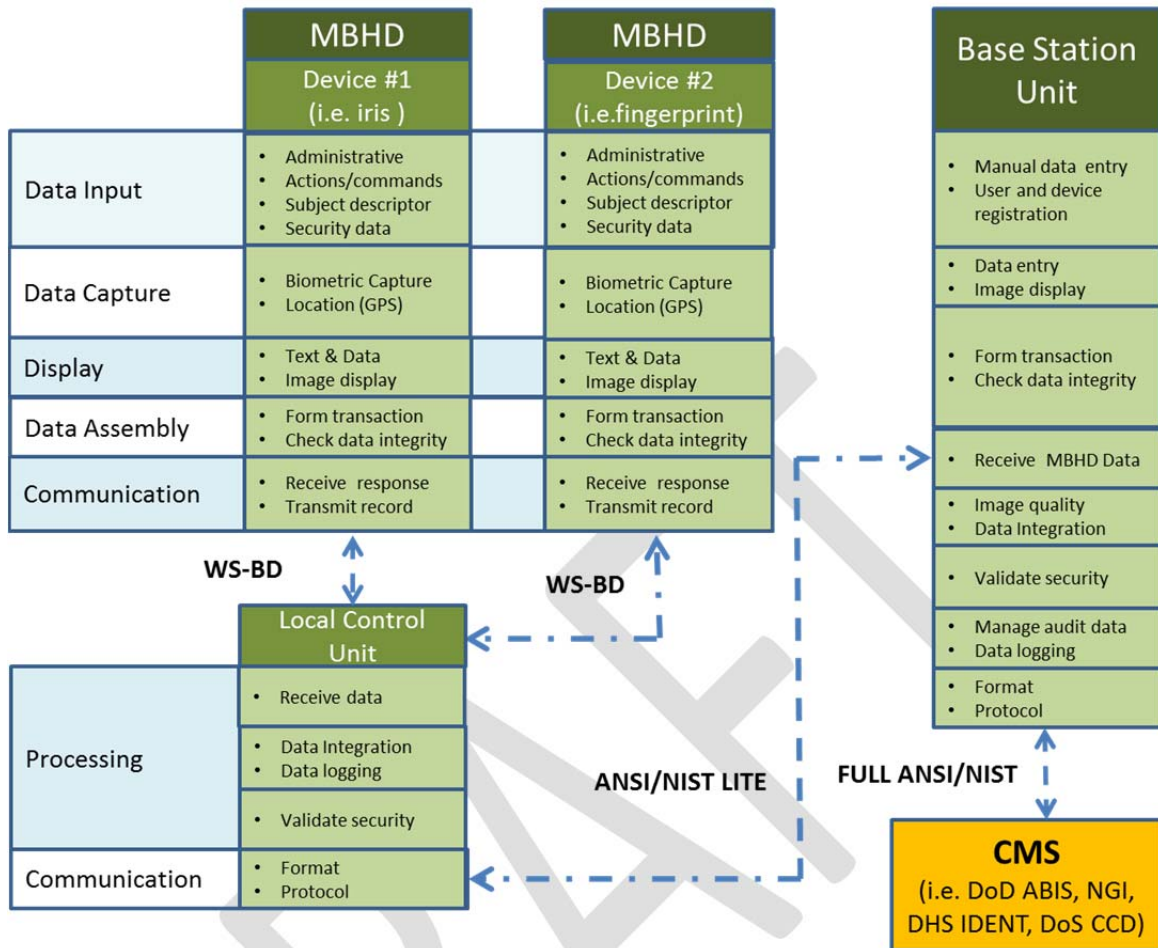 MBHD
Device #1
(i.e. iris )
MBHD
Device #2
(i.e.fingerprint)
Base Station
Unit
Data Input
• Administrative
• Actions/commands
• Subject descriptor
• Security data
• Administrative
• Actions/commands
• Subject descriptor
• Security data
• Manual data entry
• User and device
registration
Data Capture
• Biometric Capture
• Location (GPS)
• Biometric Capture
• Location (GPS)
• Data entry
• Image display
Display
• Text & Data
• Image display
• Text & Data
• Image display
• Form transaction
• Check data integrity
Data Assembly
• Form transaction
• Check data integrity
• Form transaction
• Check data integrity
• Receive MBHD Data
Communication
• Receive response
• Transmit record
• Receive response
• Transmit record
• Image quality
• Data Integration
• Validate security
• Manage audit data
• Data logging
• Format
• Protocol
WS-BD
WS-BD
Local Control
Unit
Processing
• Receive data
• Data Integration
• Data logging
• Validate security
Communication
• Format
• Protocol
ANSI/NIST LITE
FULL ANSI/NIST
CMS
(i.e. DoD ABIS, NGI,
DHS IDENT, DoS CCD)